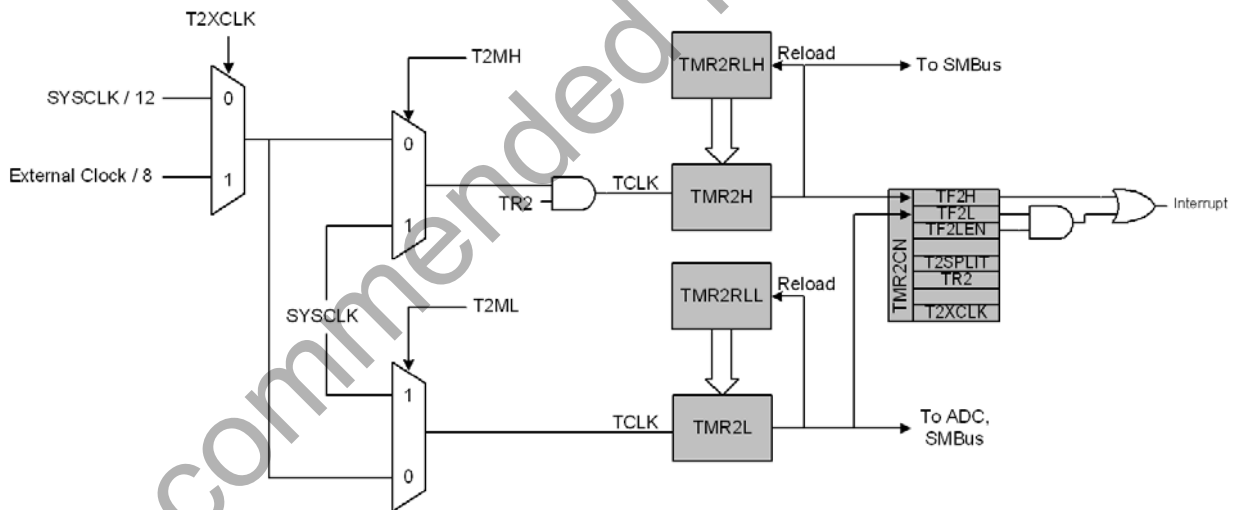 T2XCLK
SYSCLK / 12
0
External Clock / 8
1
T2MH
0
1
TR2
TCLK
SYSCLK
T2ML
1
0
TCLK
TMR2RLH
Reload
To SMBus
TMR2H
TMR2RLL
Reload
TMR2L
To ADC,
SMBus
TMR2CN
TF2H
TF2L
TF2LEN
T2SPLIT
TR2
T2XCLK
Interrupt
commended